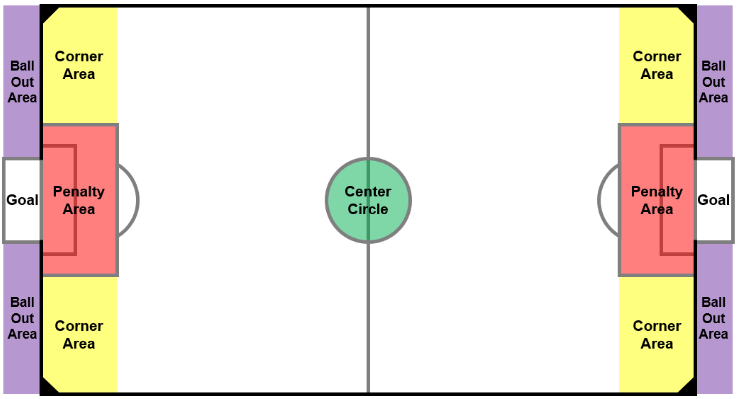 Corner
Area
Corner
Area
Ball
Out
Area
Ball
Out
Area
Goal
Penalty
Area
Center
Circle
Penalty
Area
Goal
Ball
Out
Area
Corner
Area
Corner
Area
Ball
Out
Area